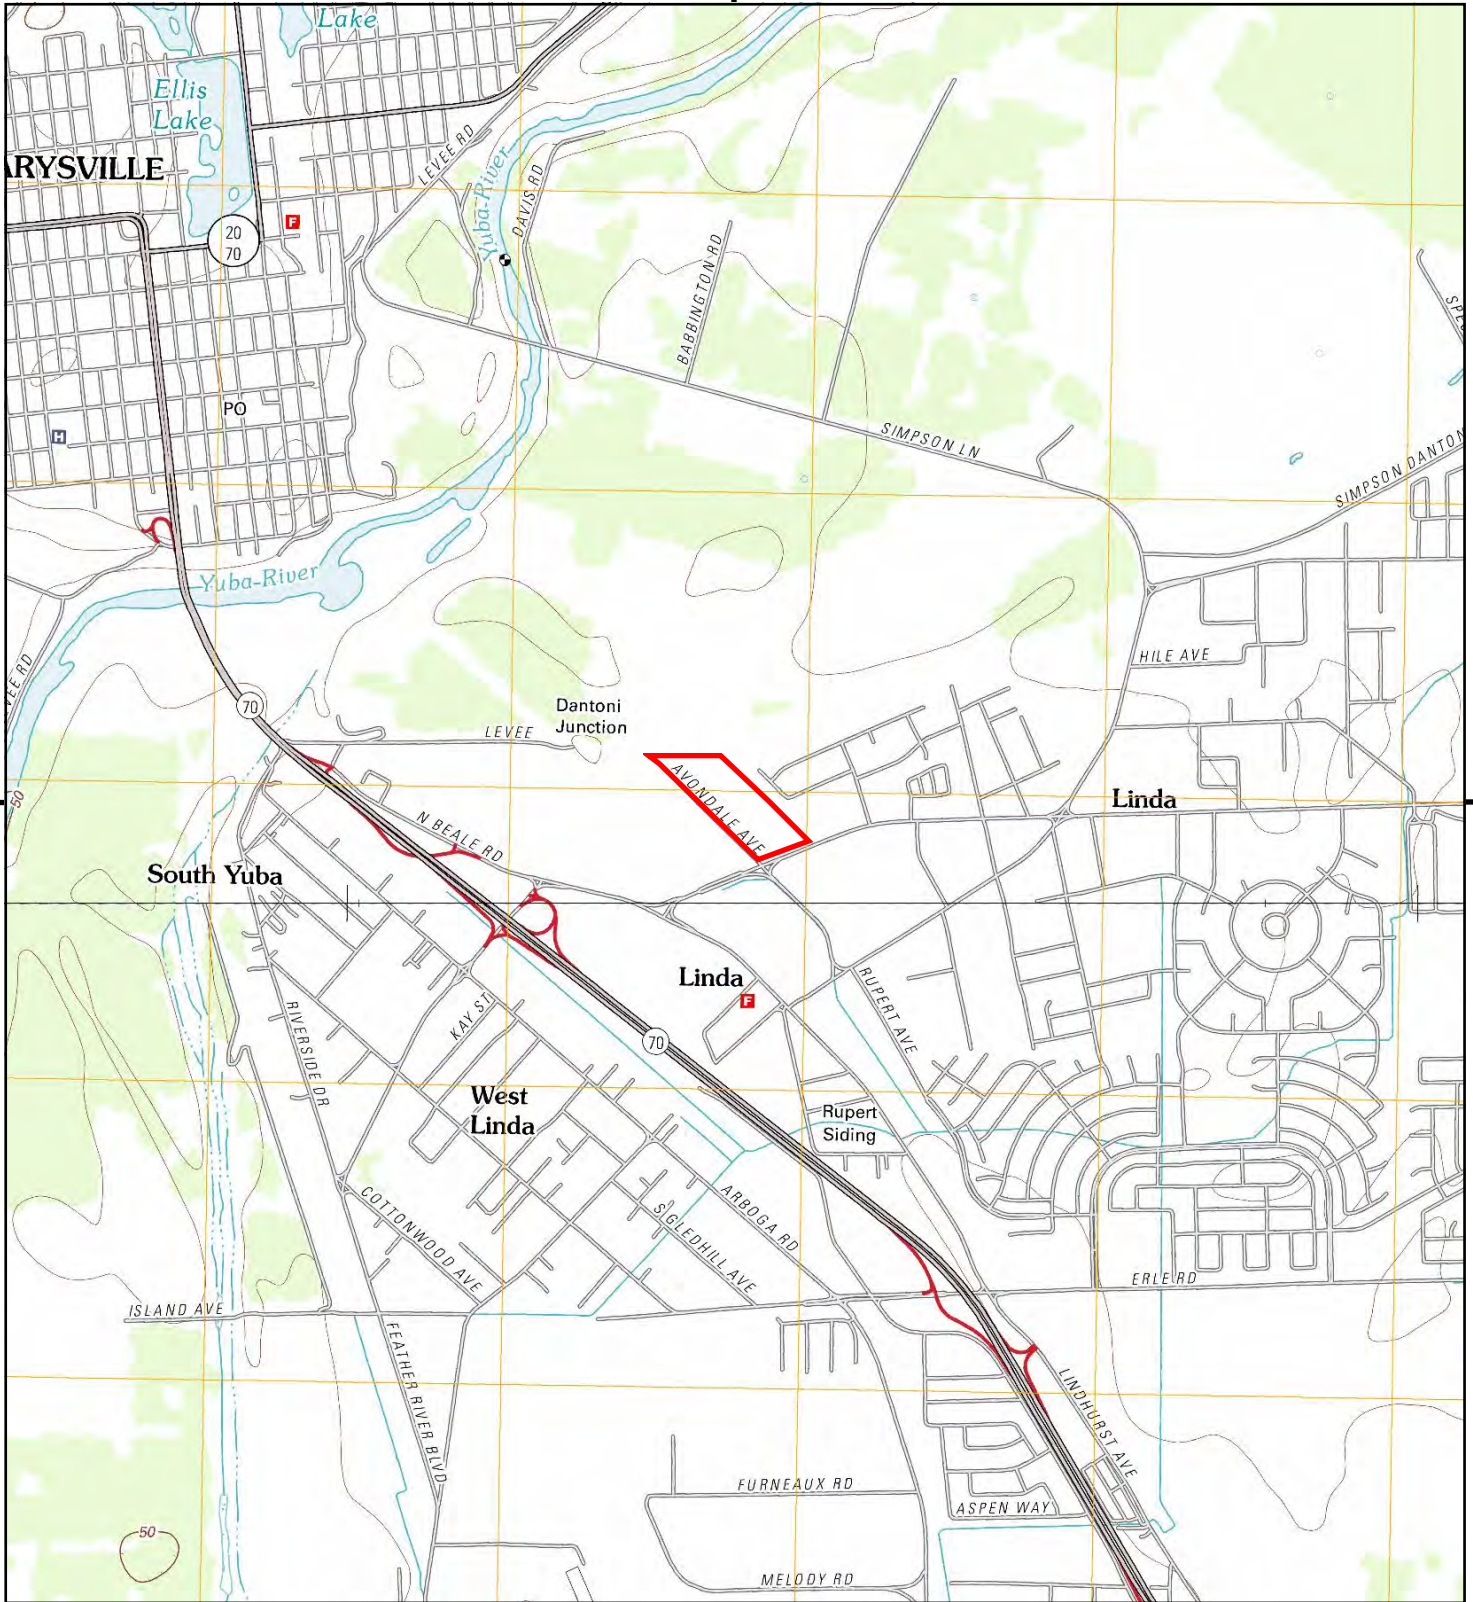 Lake
Ellis
Lake
ARYSVILLE
LEVEE RD
Yuba-River
DAVIS RD
20
70
F
BABBINGTON RD
PO
H
SIMPSON LN
SIMPSON DANTON
Yuba-River
HILE AVE
70
Dantoni
Junction
LEVEE
AVONDALE AVE
50
N BEALE RD
Linda
South Yuba
Linda
F
RUPERT AVE
RIVERSIDE DR
KAY ST
70
West
Linda
Rupert
Siding
COTTONWOOD AVE
S GLEDHILL AVE
ARBOGA RD
ERLE RD
ISLAND AVE
FEATHER RIVER BLVD
LINDHURST AVE
FURNEAUX RD
ASPEN WAY
50
MELODY RD